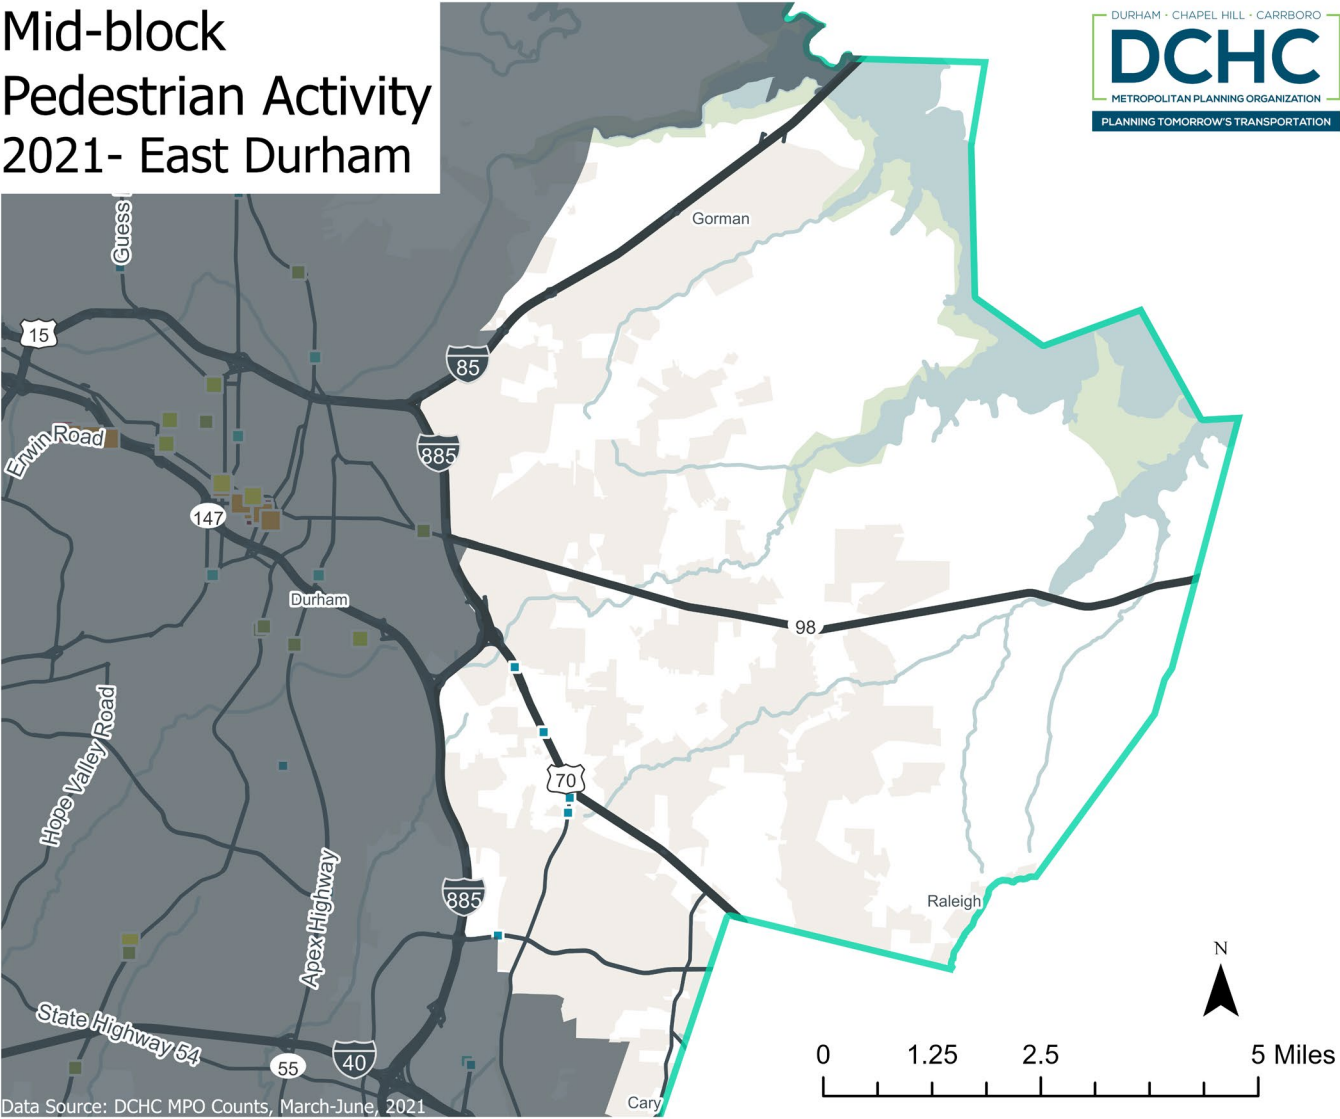 Mid-block
Pedestrian Activity
2021- East Durham
DURHAM · CHAPEL HILL · CARRBORO
DCHC
METROPOLITAN PLANNING ORGANIZATION
PLANNING TOMORROW'S TRANSPORTATION
Guess
Gorman
15
85
Erwin Road
885
147
Durham
98
Hope Valley Road
70
Apex Highway
885
Raleigh
N
State Highway 54
55
40
0 1.25 2.5 5 Miles
Cary
Data Source: DCHC MPO Counts, March-June, 2021